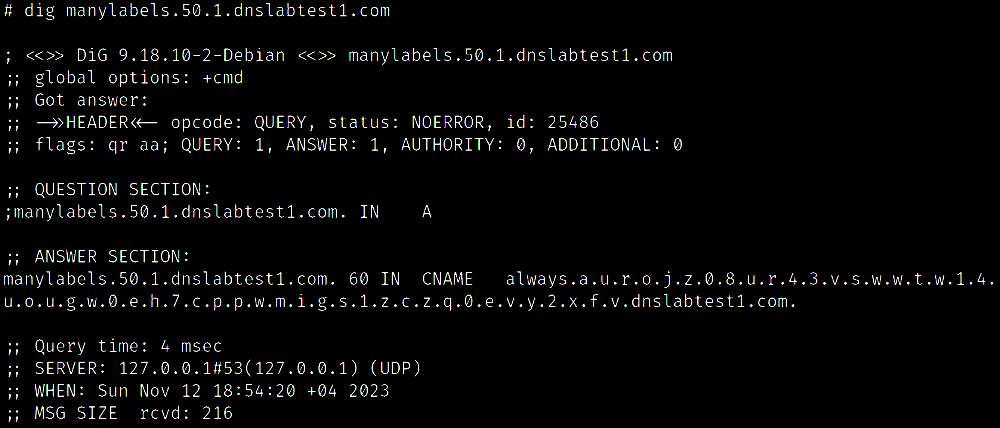 # dig manylabels.50.1.dnslabtest1.com
; <<>> DiG 9.18.10-2-Debian <<>> manylabels.50.1.dnslabtest1.com
;; global options: +cmd
;; Got answer:
;; ->>HEADER<<- opcode: QUERY, status: NOERROR, id: 25486
;; flags: qr aa; QUERY: 1, ANSWER: 1, AUTHORITY: 0, ADDITIONAL: 0
;; QUESTION SECTION:
;manylabels.50.1.dnslabtest1.com. IN A
;; ANSWER SECTION:
manylabels.50.1.dnslabtest1.com. 60 IN CNAME always.a.u.r.o.j.z.0.8.u.r.4.3.v.s.w.w.t.w.1.4.
u.o.u.g.w.0.e.h.7.c.p.p.w.m.i.g.s.1.z.c.z.q.0.e.v.y.2.x.f.v.dnslabtest1.com.
;; Query time: 4 msec
;; SERVER: 127.0.0.1#53(127.0.0.1) (UDP)
;; WHEN: Sun Nov 12 18:54:20 +04 2023
;; MSG SIZE rcvd: 216